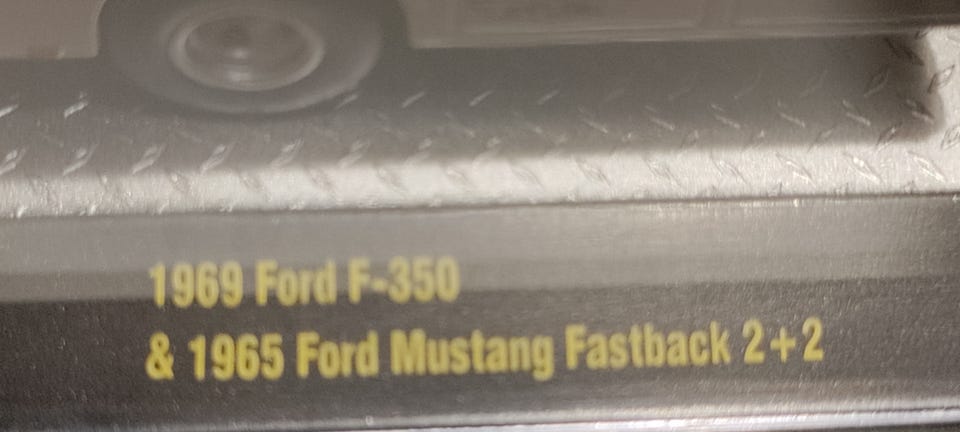 1969 Ford F-350
& 1965 Ford Mustang Fastback 2+2